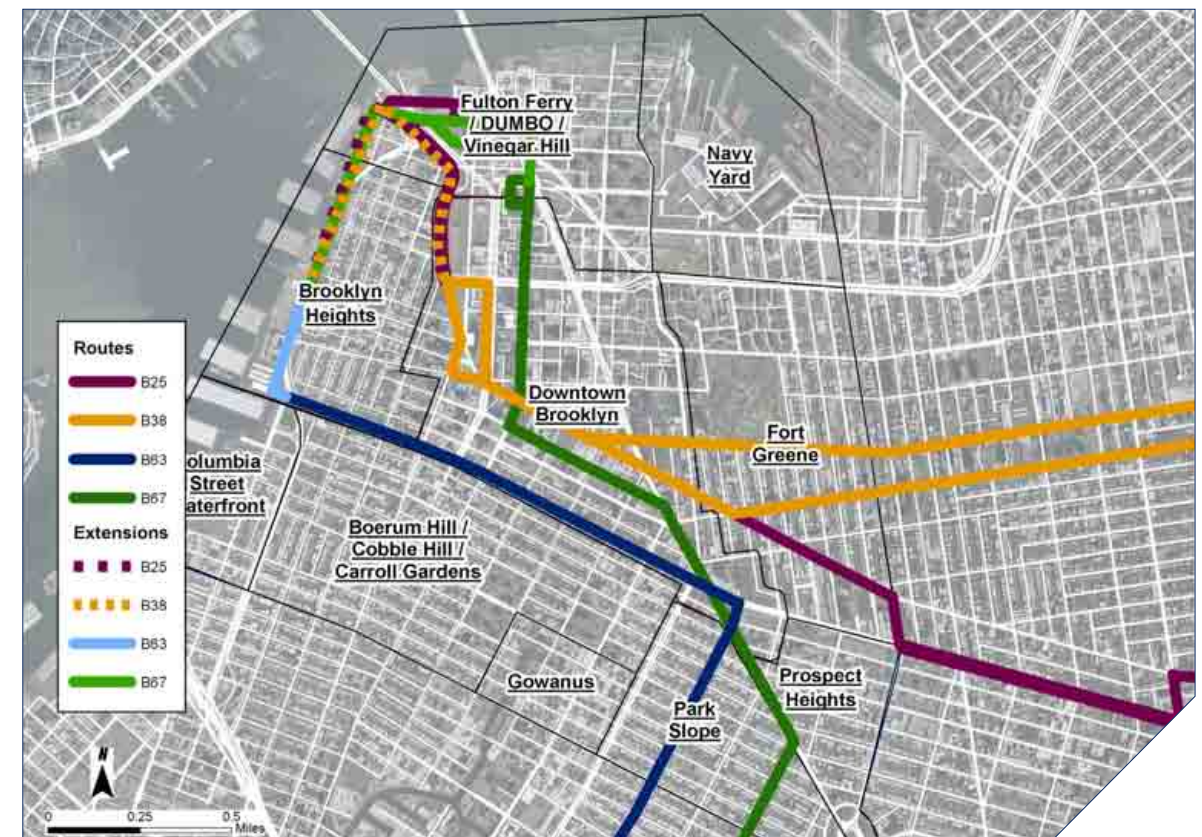 Fulton Ferry
/ DUMBO /
Vinegar Hill
Navy
Yard
Brooklyn
Heights
Routes
B25
B38
B63
B67
Extensions
B25
B38
B63
B67
Downtown
Brooklyn
Fort
Greene
olumbia
Street
aterfront
Boerum Hill /
Cobble Hill /
Carroll Gardens
Gowanus
Park
Slope
Prospect
Heights
N
0 0.25 0.5
Miles